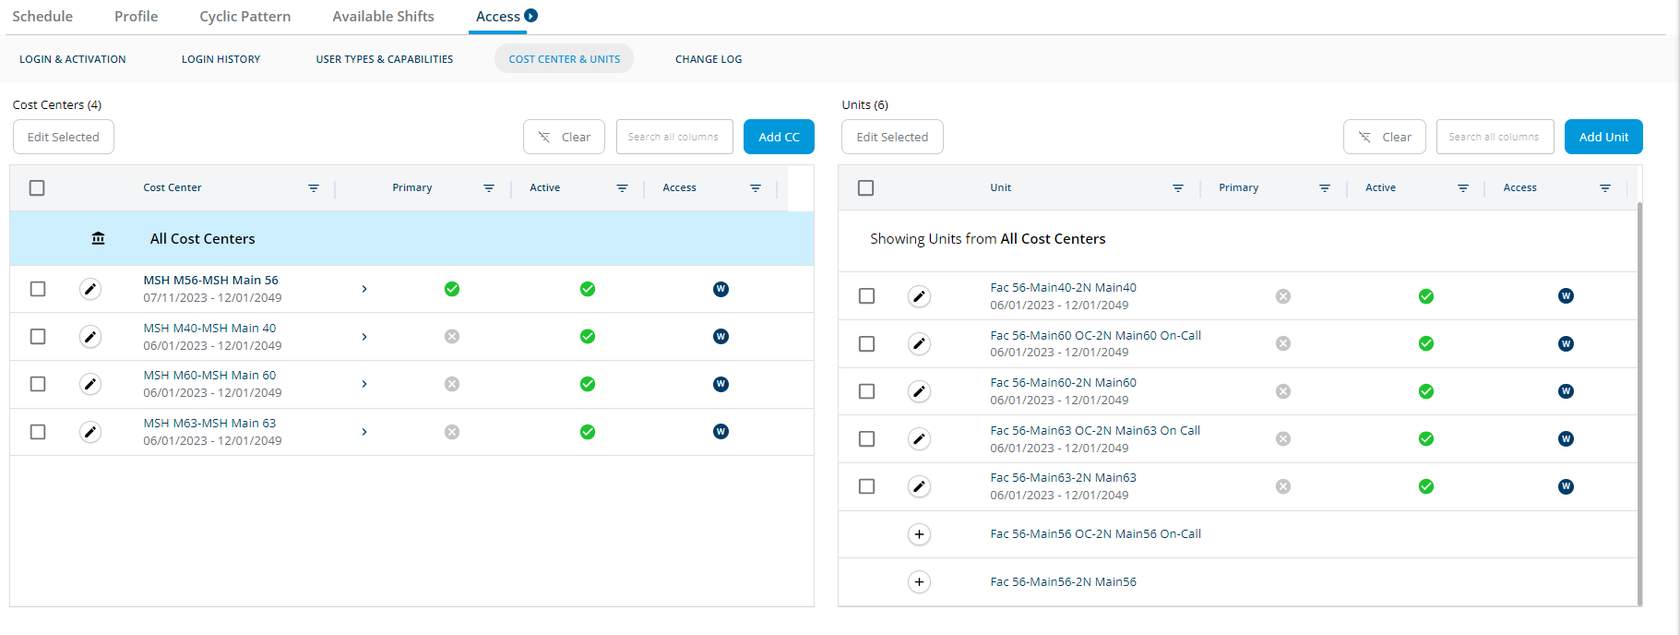 Schedule Profile Cyclic Pattern Available Shifts Access
LOGIN & ACTIVATION LOGIN HISTORY USER TYPES & CAPABILITIES COST CENTER & UNITS CHANGE LOG
Cost Centers (4)
Edit Selected Clear Search all columns Add CC
Cost Center Primary Active Access
All Cost Centers
MSH M56-MSH Main 56
07/11/2023 - 12/01/2049
W
MSH M40-MSH Main 40
06/01/2023 - 12/01/2049
W
MSH M60-MSH Main 60
06/01/2023 - 12/01/2049
W
MSH M63-MSH Main 63
06/01/2023 - 12/01/2049
W
Units (6)
Edit Selected Clear Search all columns Add Unit
Unit Primary Active Access
Showing Units from All Cost Centers
Fac 56-Main40-2N Main40
06/01/2023 - 12/01/2049
W
Fac 56-Main60 OC-2N Main60 On-Call
06/01/2023 - 12/01/2049
W
Fac 56-Main60-2N Main60
06/01/2023 - 12/01/2049
W
Fac 56-Main63 OC-2N Main63 On Call
06/01/2023 - 12/01/2049
W
Fac 56-Main63-2N Main63
06/01/2023 - 12/01/2049
W
Fac 56-Main56 OC-2N Main56 On-Call
Fac 56-Main56-2N Main56